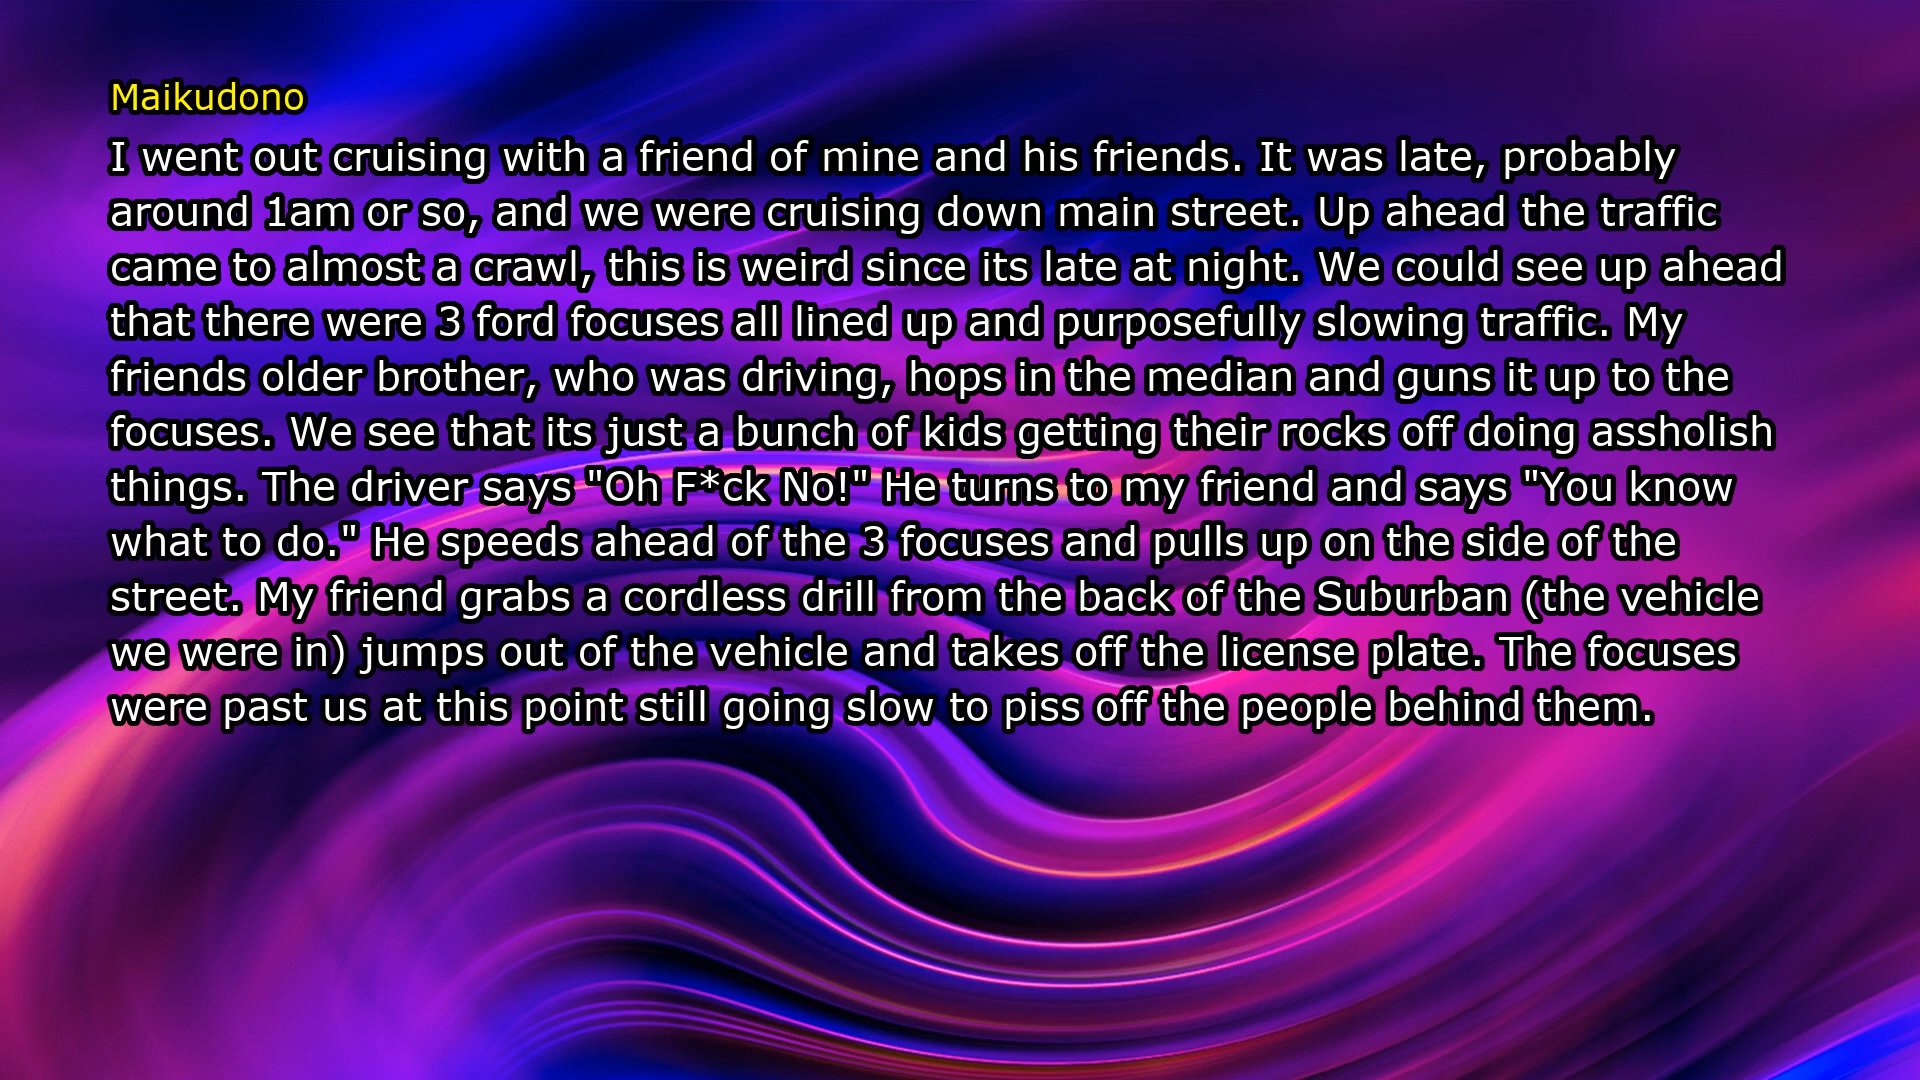 Maikudono
I went out cruising with a friend of mine and his friends. It was late, probably
around 1am or so, and we were cruising down main street. Up ahead the traffic
came to almost a crawl, this is weird since its late at night. We could see up ahead
that there were 3 ford focuses all lined up and purposefully slowing traffic. My
friends older brother, who was driving, hops in the median and guns it up to the
focuses. We see that its just a bunch of kids getting their rocks off doing assholish
things. The driver says "Oh F*ck No!" He turns to my friend and says "You know
what to do." He speeds ahead of the 3 focuses and pulls up on the side of the
street. My friend grabs a cordless drill from the back of the Suburban (the vehicle
we were in) jumps out of the vehicle and takes off the license plate. The focuses
were past us at this point still going slow to piss off the people behind them.